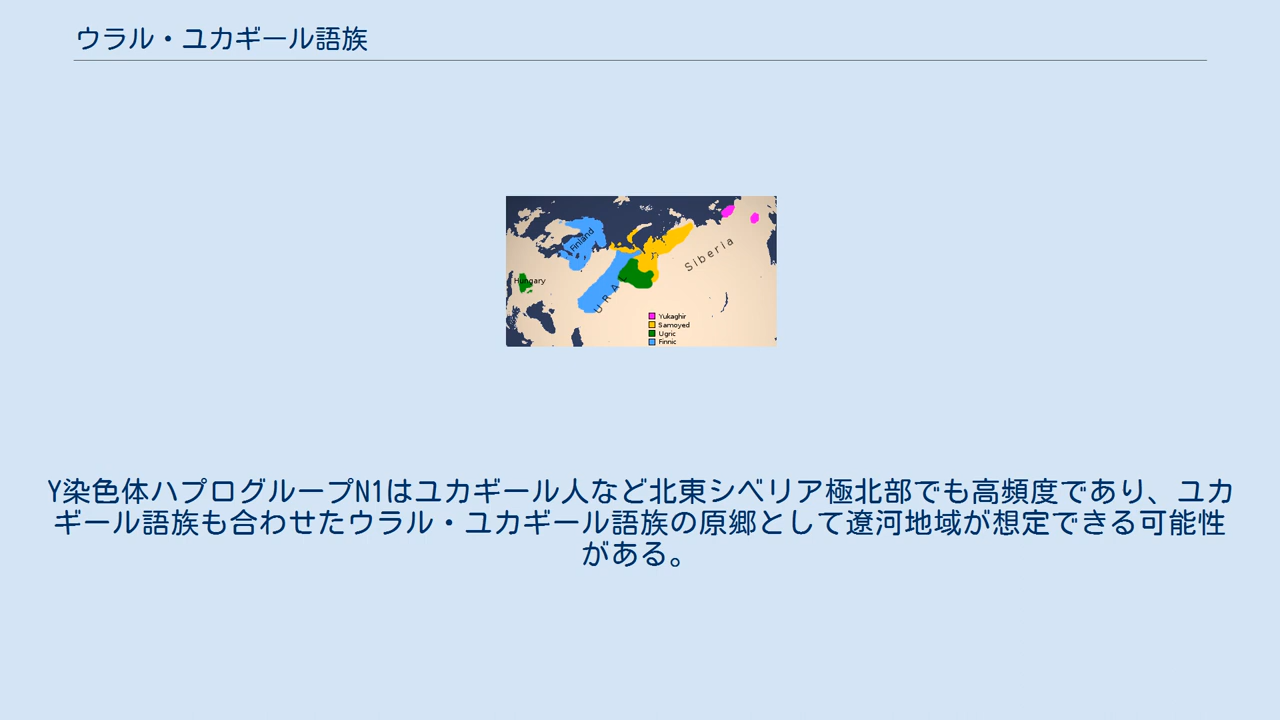 ウラル・ユカギール語族
Finland
Hungary
URA
Siberia
Yukaghir
Samoyed
Ugric
Finnic
Y染色体ハプログループN1はユカギール人など北東シベリア極北部でも高頻度であり、ユカ
ギール語族も合わせたウラル・ユカギール語族の原郷として遼河地域が想定できる可能性
がある。